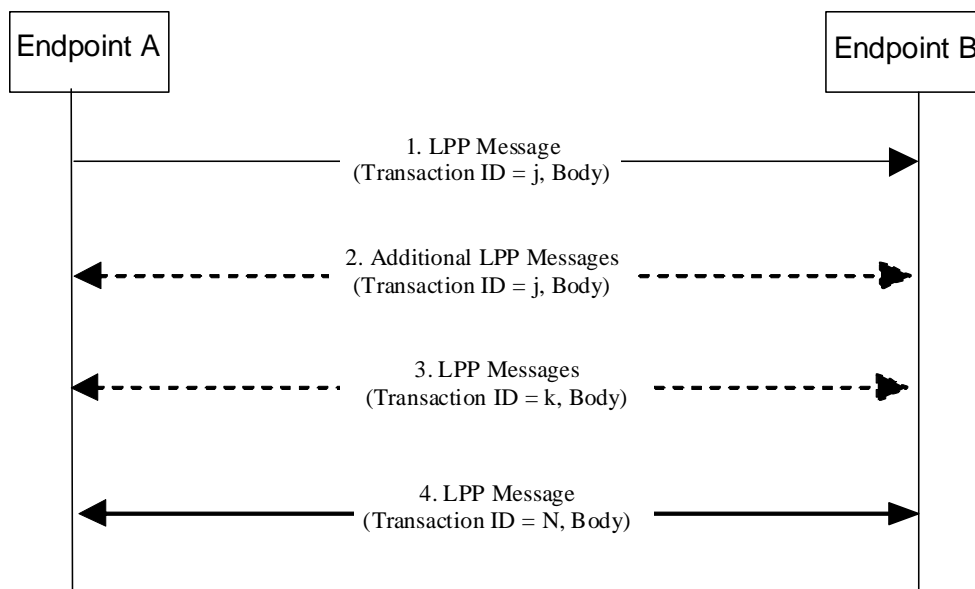 Endpoint A
Endpoint B
1. LPP Message
(Transaction ID = j, Body)
2. Additional LPP Messages
(Transaction ID = j, Body)
3. LPP Messages
(Transaction ID = k, Body)
4. LPP Message
(Transaction ID = N, Body)